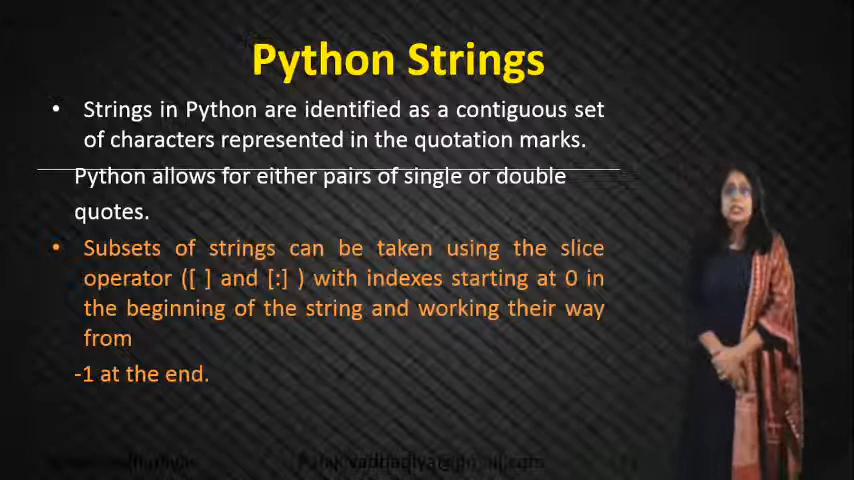 Python Strings
• Strings in Python are identified as a contiguous set
of characters represented in the quotation marks.
Python allows for either pairs of single or double
quotes.
• Subsets of strings can be taken using the slice
operator ([ ] and [:] ) with indexes starting at 0 in
the beginning of the string and working their way
from
-1 at the end.